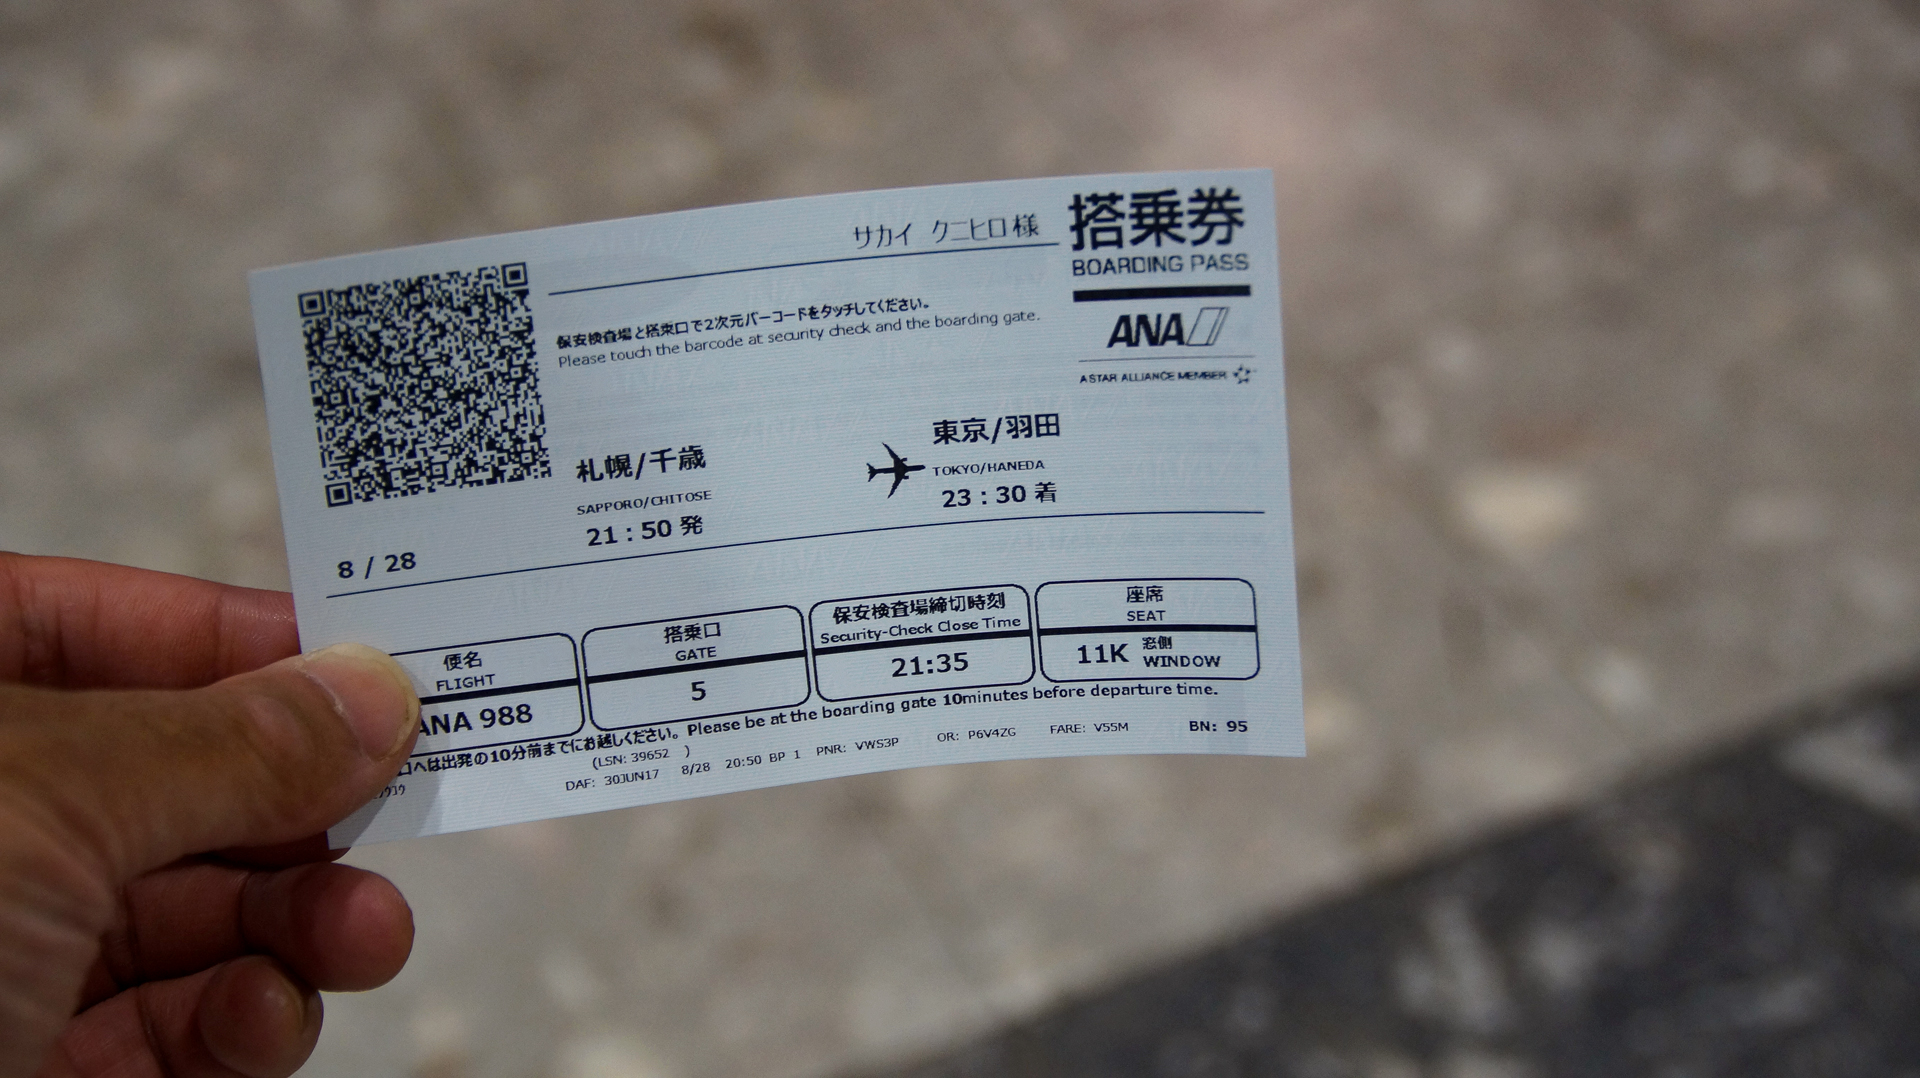 サカイ クニヒロ様
搭乗券
BOARDING PASS
ANA
A STAR ALLIANCE MEMBER
保安検査場と搭乗口で2次元バーコードをタッチしてください。
Please touch the barcode at security check and the boarding gate.
札幌/千歳
SAPPORO/CHITOSE
21:50 発
東京/羽田
TOKYO/HANEDA
23:30 着
8 / 28
便名
FLIGHT
ANA 988
搭乗口
GATE
5
保安検査場締切時刻
Security-Check Close Time
21:35
座席
SEAT
11K 窓側
WINDOW
口へは出発の10分前までにお越しください。Please be at the boarding gate 10minutes before departure time.
(LSN: 39652 )
DAF: 30JUN17 8/28 20:50 BP 1 PNR: VWS3P OR: P6V4ZG FARE: V55M BN: 95